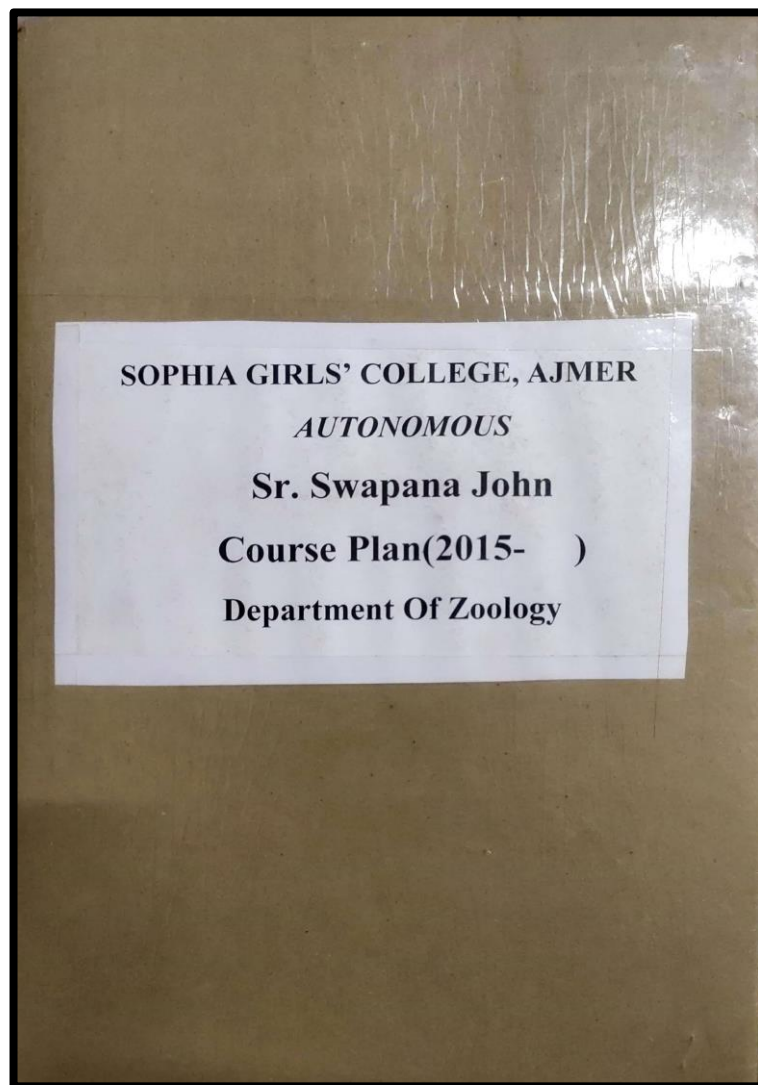 SOPHIA GIRLS' COLLEGE, AJMER
AUTONOMOUS
Sr. Swapana John
Course Plan(2015-    )
Department Of Zoology